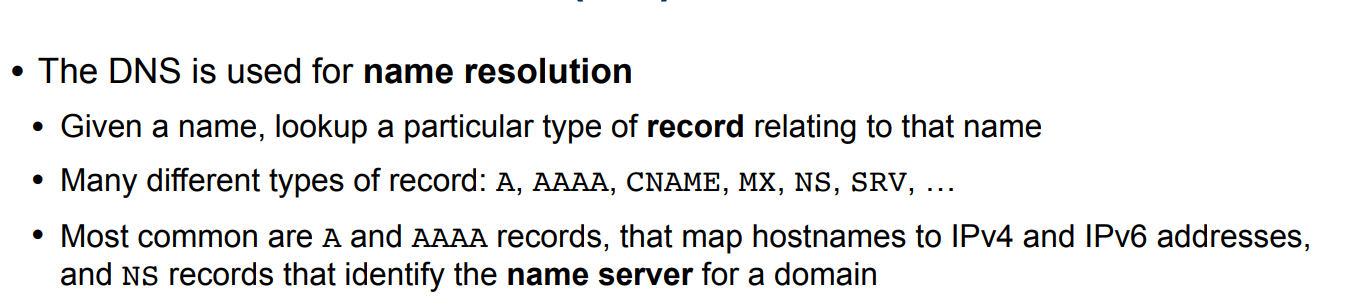 • The DNS is used for name resolution
• Given a name, lookup a particular type of record relating to that name
• Many different types of record: A, AAAA, CNAME, MX, NS, SRV, …
• Most common are A and AAAA records, that map hostnames to IPv4 and IPv6 addresses,
and NS records that identify the name server for a domain